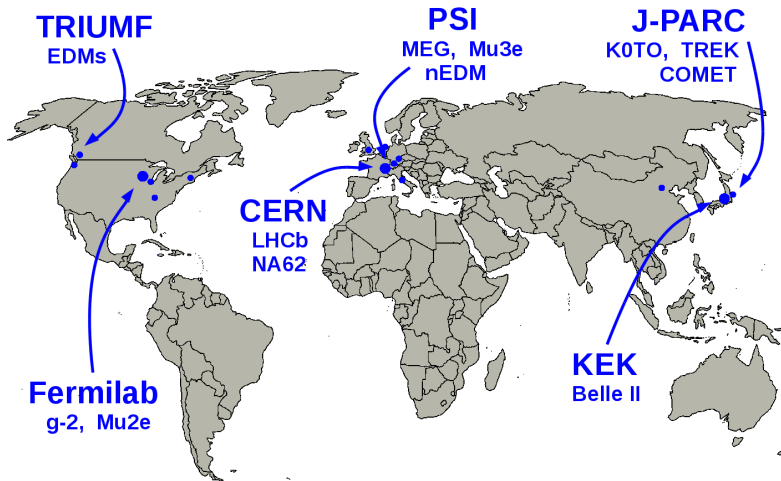 TRIUMF
EDMs
PSI
MEG, Mu3e
nEDM
J-PARC
K0TO, TREK
COMET
CERN
LHCb
NA62
Fermilab
g-2, Mu2e
KEK
Belle II